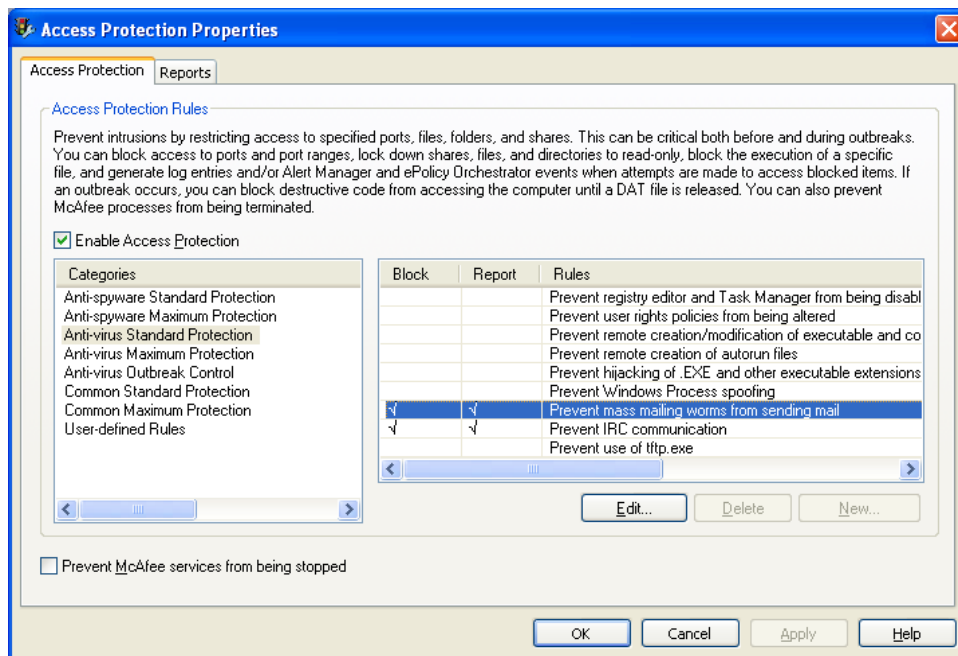 Access Protection Properties
Access Protection
Reports
Access Protection Rules
Prevent intrusions by restricting access to specified ports, files, folders, and shares. This can be critical both before and during outbreaks.
You can block access to ports and port ranges, lock down shares, files, and directories to read-only, block the execution of a specific
file, and generate log entries and/or Alert Manager and ePolicy Orchestrator events when attempts are made to access blocked items. If
an outbreak occurs, you can block destructive code from accessing the computer until a DAT file is released. You can also prevent
McAfee processes from being terminated.
Enable Access Protection
Categories
Anti-spyware Standard Protection
Anti-spyware Maximum Protection
Anti-virus Standard Protection
Anti-virus Maximum Protection
Anti-virus Outbreak Control
Common Standard Protection
Common Maximum Protection
User-defined Rules
Block Report Rules
Prevent registry editor and Task Manager from being disabl
Prevent user rights policies from being altered
Prevent remote creation/modification of executable and co
Prevent remote creation of autorun files
Prevent hijacking of .EXE and other executable extensions
Prevent Windows Process spoofing
√ √ Prevent mass mailing worms from sending mail
√ √ Prevent IRC communication
Prevent use of tftp.exe
Edit... Delete New...
Prevent McAfee services from being stopped
OK Cancel Apply Help